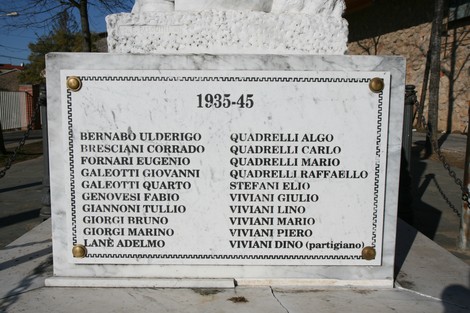 1935-45
BERNABÒ ULDERIGO
BRESCIANI CORRADO
FORNARI EUGENIO
GALEOTTI GIOVANNI
GALEOTTI QUARTO
GENOVESI FABIO
GIANNONI TULLIO
GIORGI BRUNO
GIORGI MARINO
LANÈ ADELMO
QUADRELLI ALGO
QUADRELLI CARLO
QUADRELLI MARIO
QUADRELLI RAFFAELLO
STEFANI ELIO
VIVIANI GIULIO
VIVIANI LINO
VIVIANI MARIO
VIVIANI PIERO
VIVIANI DINO (partigiano)